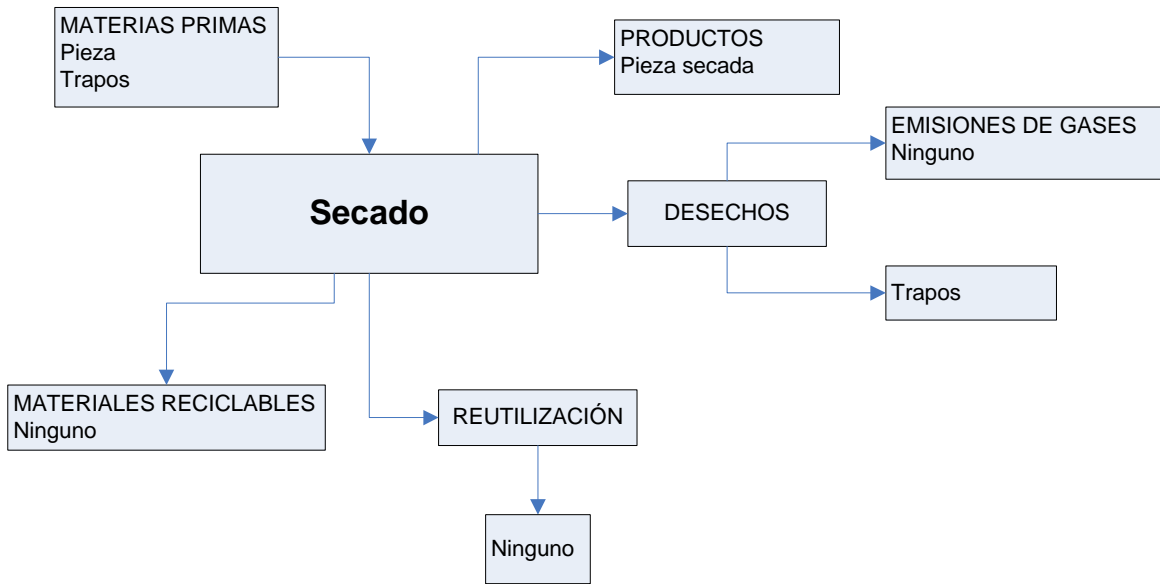 MATERIAS PRIMAS
Pieza
Trapos
PRODUCTOS
Pieza secada
EMISIONES DE GASES
Ninguno
Secado
DESECHOS
Trapos
MATERIALES RECICLABLES
Ninguno
REUTILIZACIÓN
Ninguno